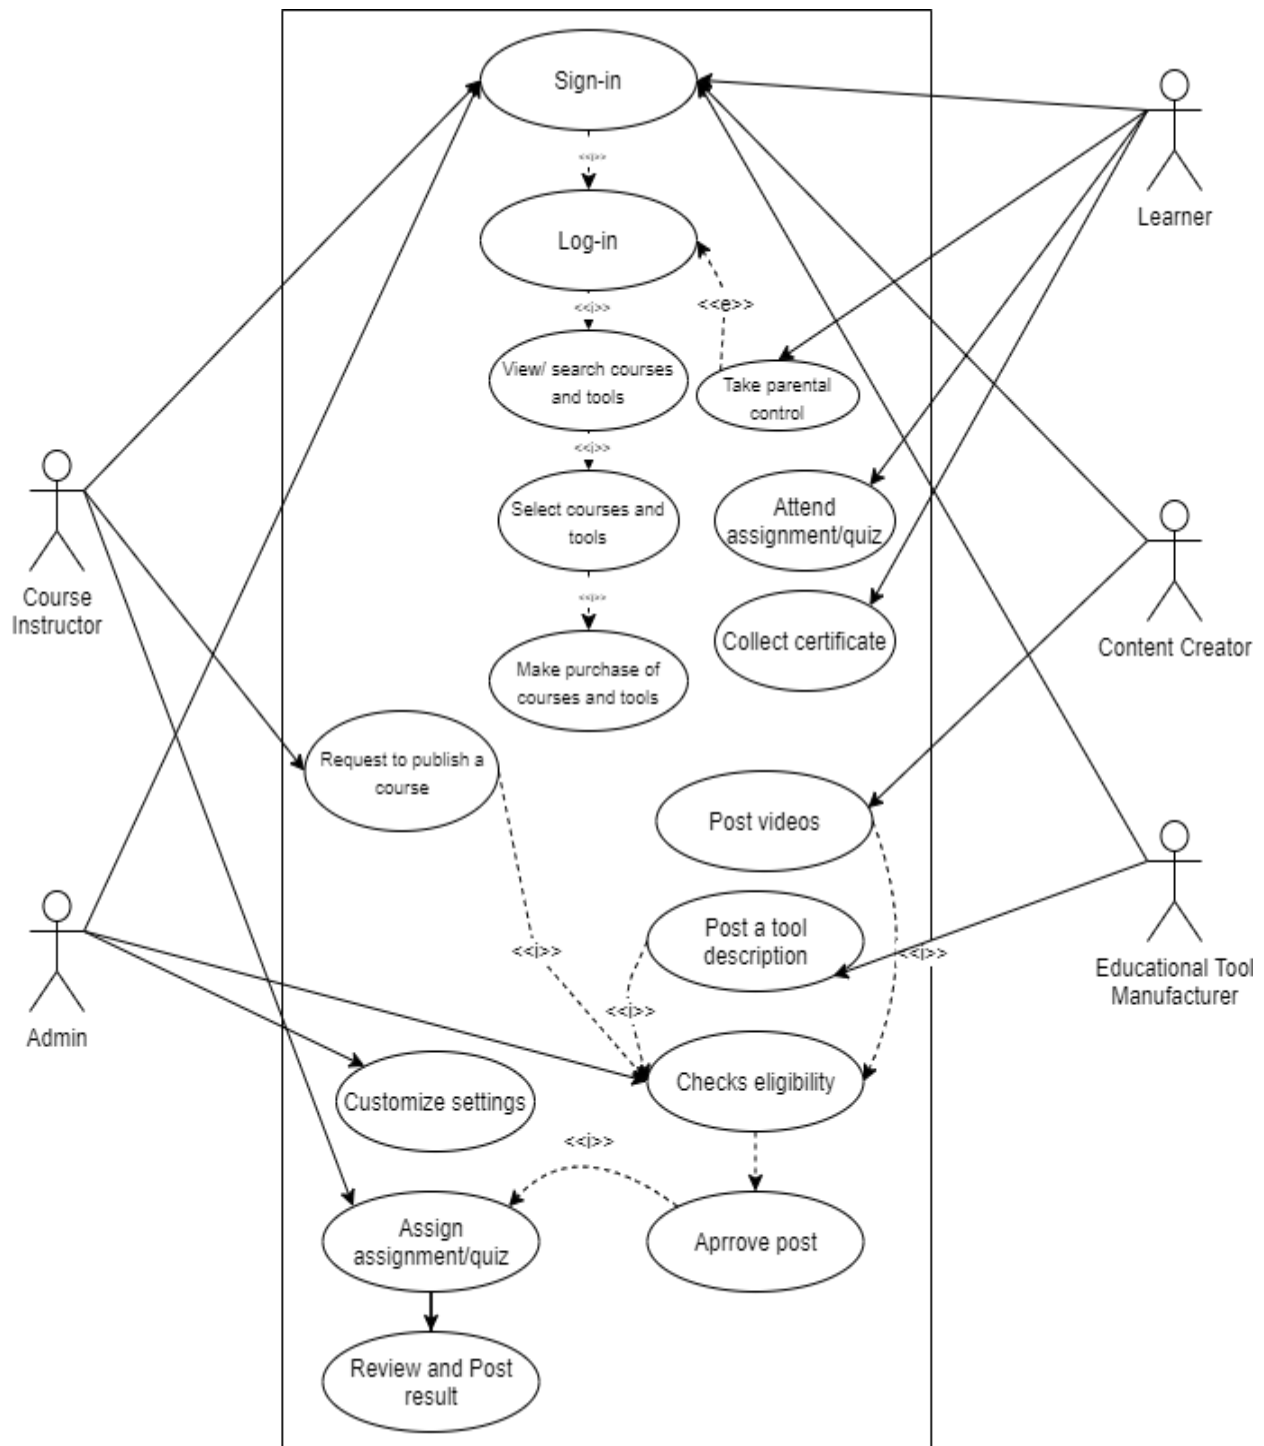 Sign-in
<<i>>
Learner
Log-in
<<e>>
<<i>>
View/ search courses
and tools
Take parental
control
<<i>>
Select courses and
tools
Attend
assignment/quiz
Course
Instructor
<<i>>
Collect certificate
Content Creator
Make purchase of
courses and tools
Request to publish a
course
Post videos
Post a tool
description
<<i>>
<<i>>
Educational Tool
Manufacturer
<<i>>
Admin
Checks eligibility
Customize settings
<<i>>
Assign
assignment/quiz
Aprrove post
Review and Post
result